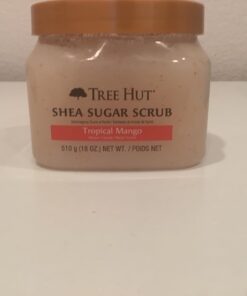 TREE HUT
SHEA SUGAR SCRUB
Tropical Mango
510 g (18 OZ) NET WT. / POIDS NET